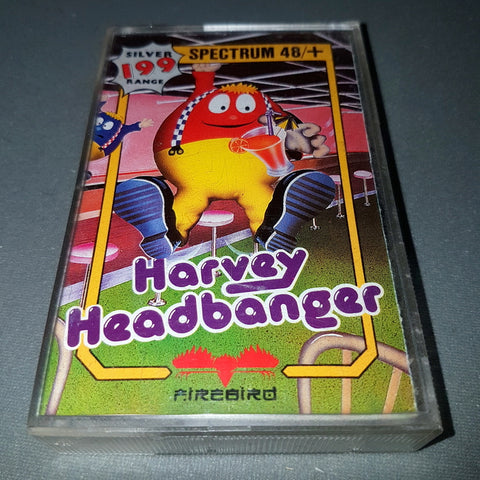 SILVER
199
RANGE
SPECTRUM 48/+
Harvey
Headbanger
FIREBIRD